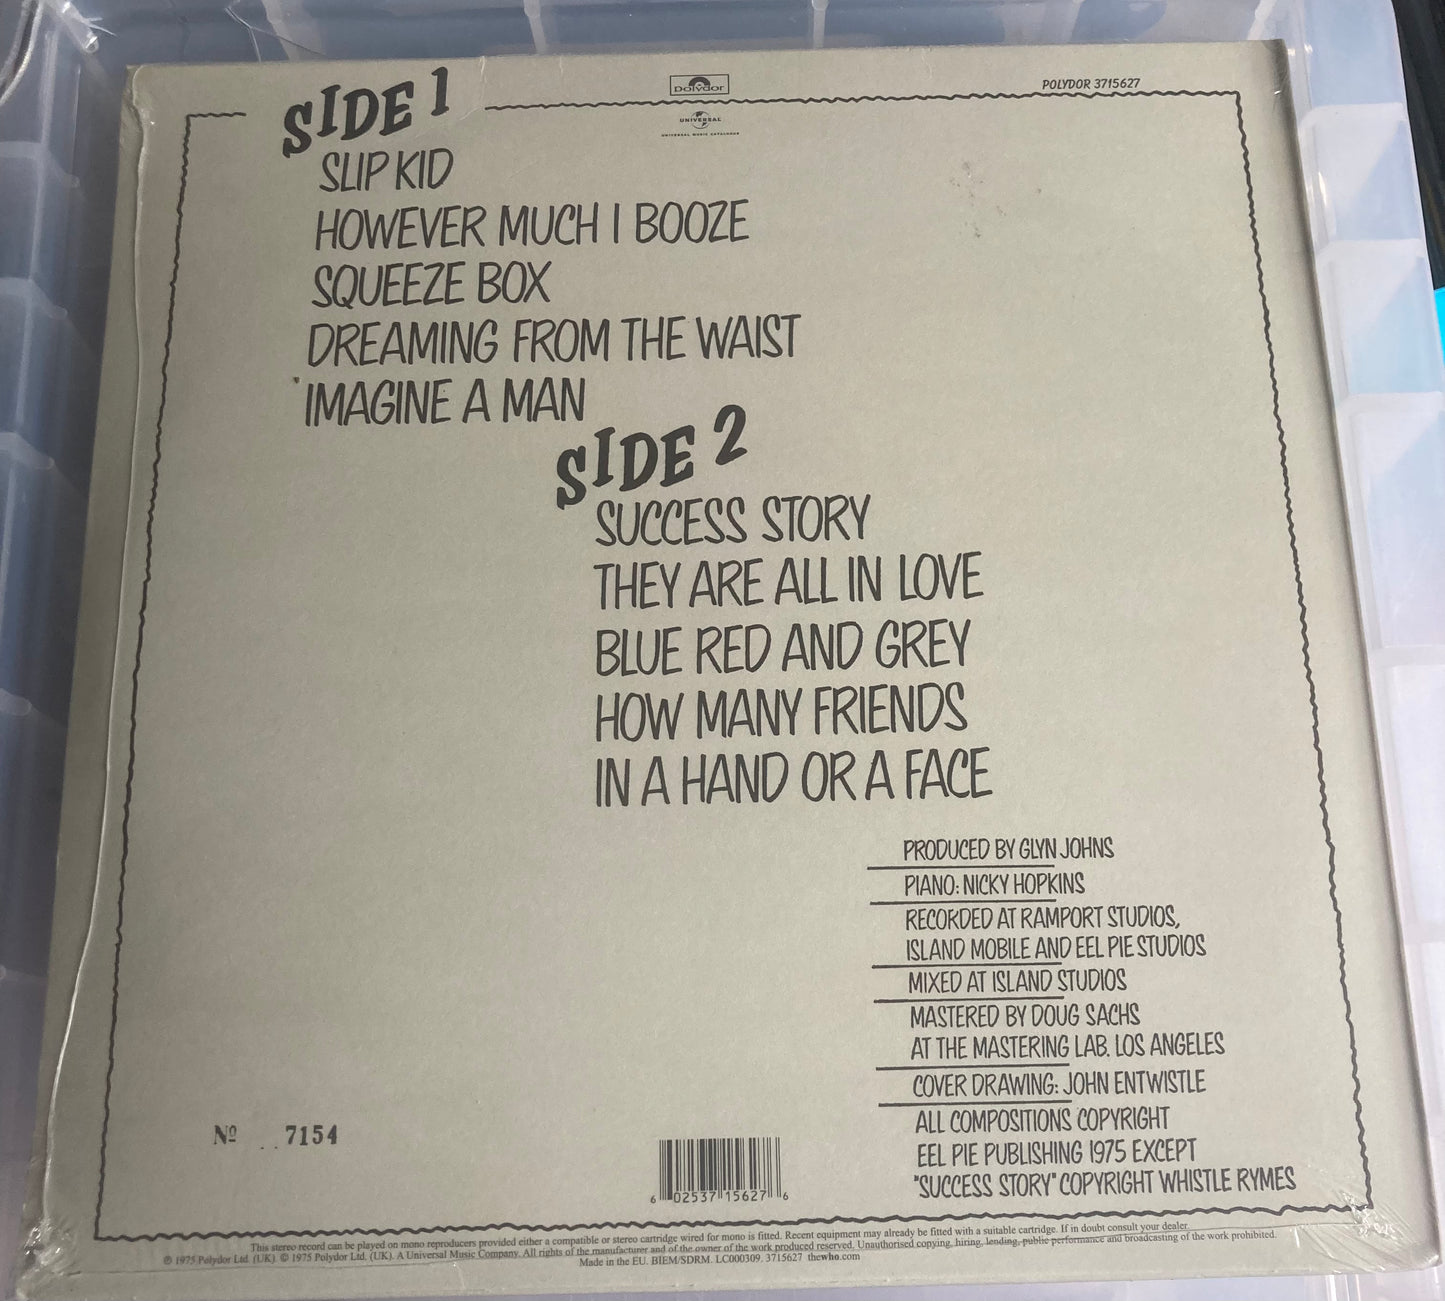 SIDE 1
Polydor
POLYDOR 3715627
UNIVERSAL
UNIVERSAL MUSIC CATALOGUE
SLIP KID
HOWEVER MUCH I BOOZE
SQUEEZE BOX
DREAMING FROM THE WAIST
IMAGINE A MAN
SIDE 2
SUCCESS STORY
THEY ARE ALL IN LOVE
BLUE RED AND GREY
HOW MANY FRIENDS
IN A HAND OR A FACE
PRODUCED BY GLYN JOHNS
PIANO: NICKY HOPKINS
RECORDED AT RAMPORT STUDIOS,
ISLAND MOBILE AND EEL PIE STUDIOS
MIXED AT ISLAND STUDIOS
MASTERED BY DOUG SACHS
AT THE MASTERING LAB. LOS ANGELES
COVER DRAWING: JOHN ENTWISTLE
ALL COMPOSITIONS COPYRIGHT
EEL PIE PUBLISHING 1975 EXCEPT
"SUCCESS STORY" COPYRIGHT WHISTLE RYMES
Nº 7154
6 02537 15627 6
This stereo record can be played on mono reproducers provided either a compatible or stereo cartridge wired for mono is fitted. Recent equipment may already be fitted with a suitable cartridge. If in doubt consult your dealer
℗ 1975 Polydor Ltd. (UK). © 1975 Polydor Ltd. (UK). A Universal Music Company. All rights of the manufacturer and of the owner of the work produced reserved. Unauthorised copying, hiring, lending, public performance and broadcasting of the work prohibited.
Made in the EU. BIEM/SDRM. LC000309. 3715627 thewho.com